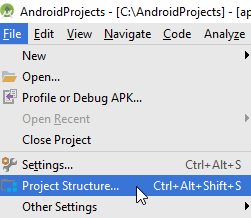 AndroidProjects - [C:\AndroidProjects] - [ap
File Edit View Navigate Code Analyze
New
Open...
Profile or Debug APK...
Open Recent
Close Project
Settings... Ctrl+Alt+S
Project Structure... Ctrl+Alt+Shift+S
Other Settings